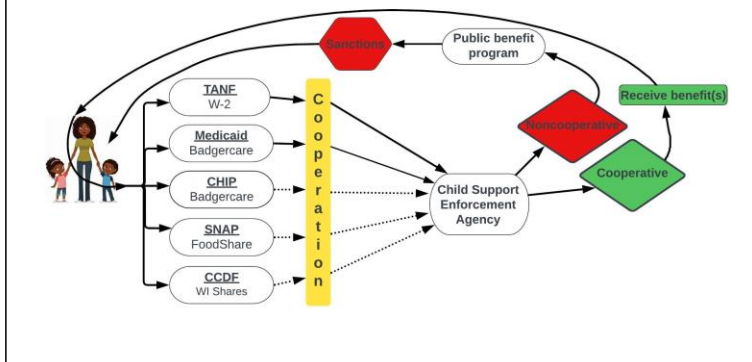 Sanctions
Public benefit
program
TANF
W-2
Medicaid
Badgercare
CHIP
Badgercare
SNAP
FoodShare
CCDF
WI Shares
Cooperation
Child Support
Enforcement
Agency
Noncooperative
Cooperative
Receive benefit(s)